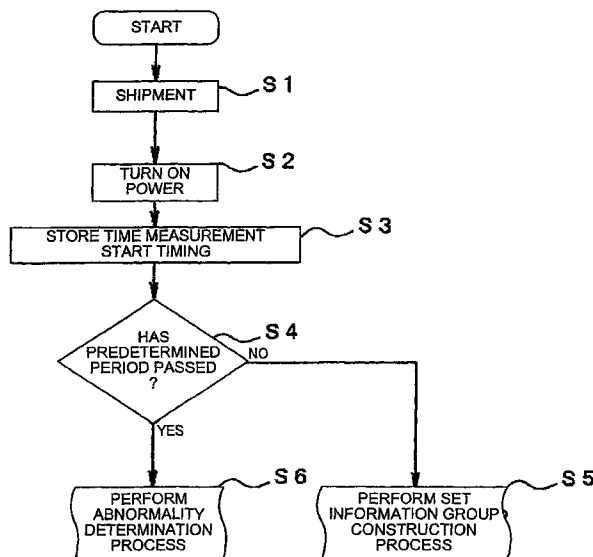 START
SHIPMENT
S1
TURN ON
POWER
S2
STORE TIME MEASUREMENT
START TIMING
S3
HAS
PREDETERMINED
PERIOD PASSED
?
S4
NO
YES
PERFORM
ABNORMALITY
DETERMINATION
PROCESS
S6
PERFORM SET
INFORMATION GROUP
CONSTRUCTION
PROCESS
S5